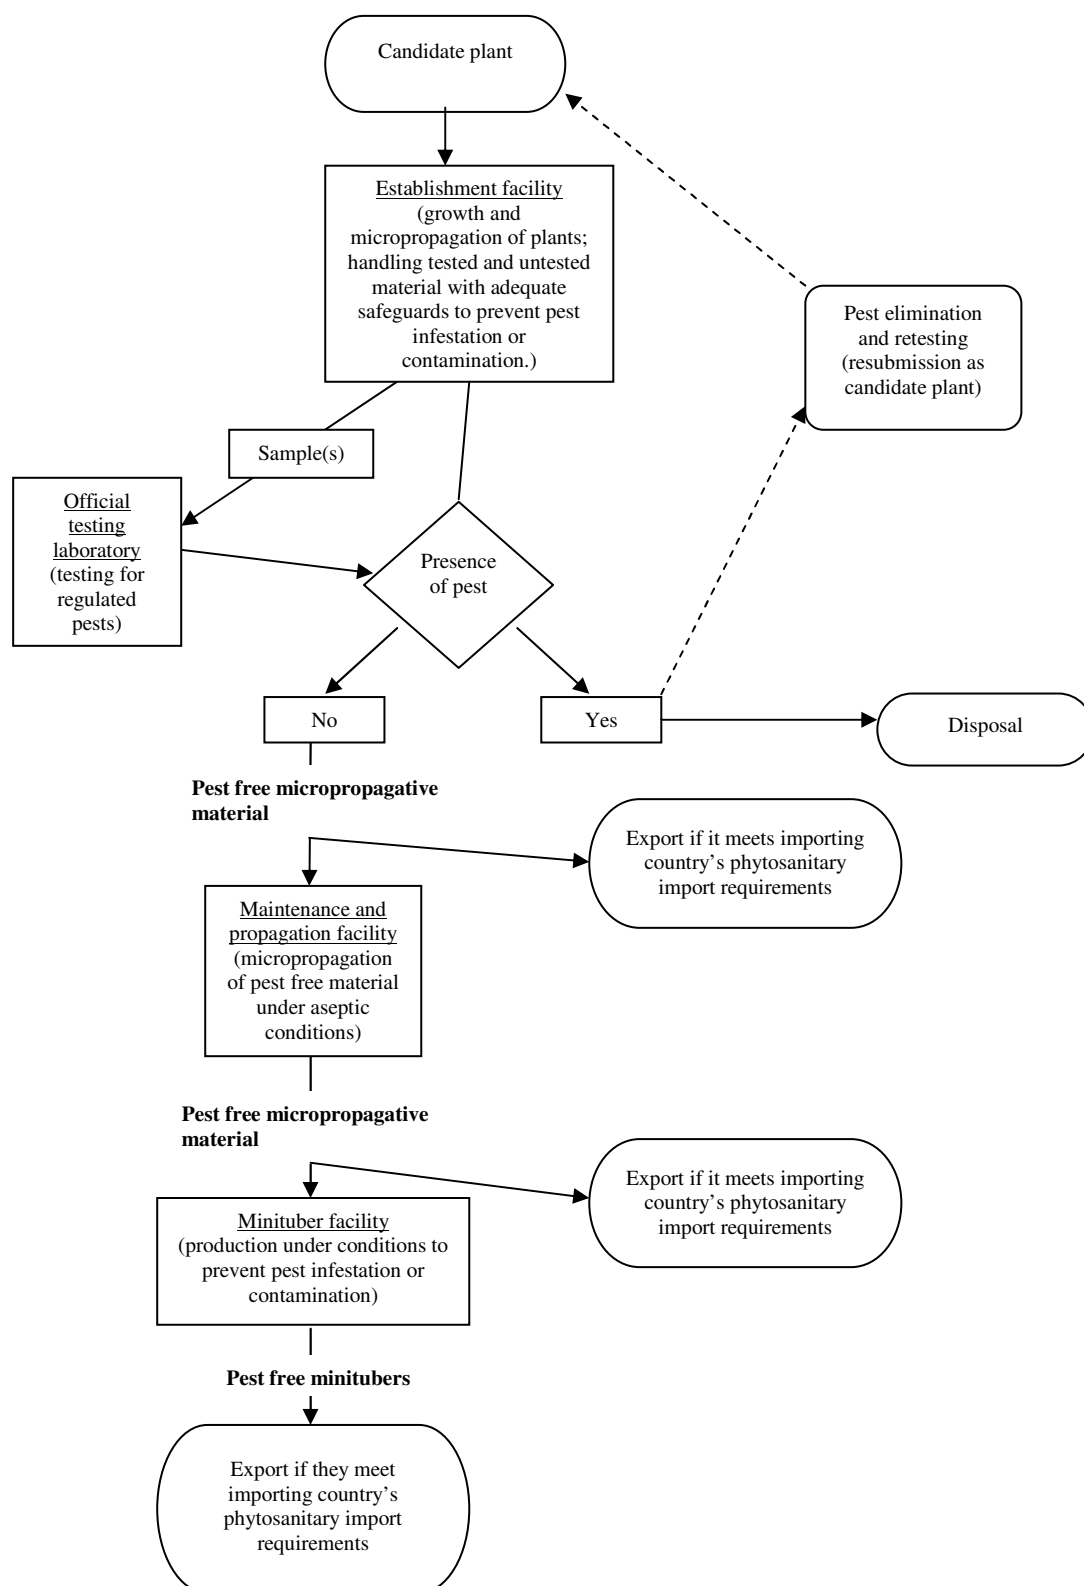 Candidate plant
Establishment facility
(growth and
micropropagation of plants;
handling tested and untested
material with adequate
safeguards to prevent pest
infestation or
contamination.)
Pest elimination
and retesting
(resubmission as
candidate plant)
Sample(s)
Official
testing
laboratory
(testing for
regulated
pests)
Presence
of pest
No
Yes
Disposal
Pest free micropropagative
material
Export if it meets importing
country’s phytosanitary
import requirements
Maintenance and
propagation facility
(micropropagation
of pest free material
under aseptic
conditions)
Pest free micropropagative
material
Export if it meets importing
country’s phytosanitary
import requirements
Minituber facility
(production under conditions to
prevent pest infestation or
contamination)
Pest free minitubers
Export if they meet
importing country’s
phytosanitary import
requirements